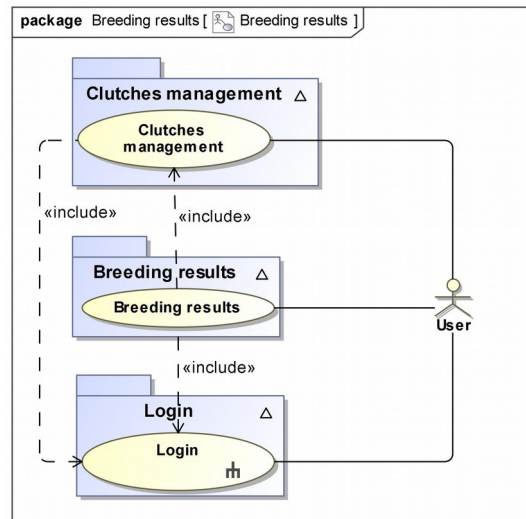 package Breeding results [ Breeding results ]
Clutches management
Clutches
management
«include»
«include»
Breeding results
Breeding results
User
«include»
Login
Login